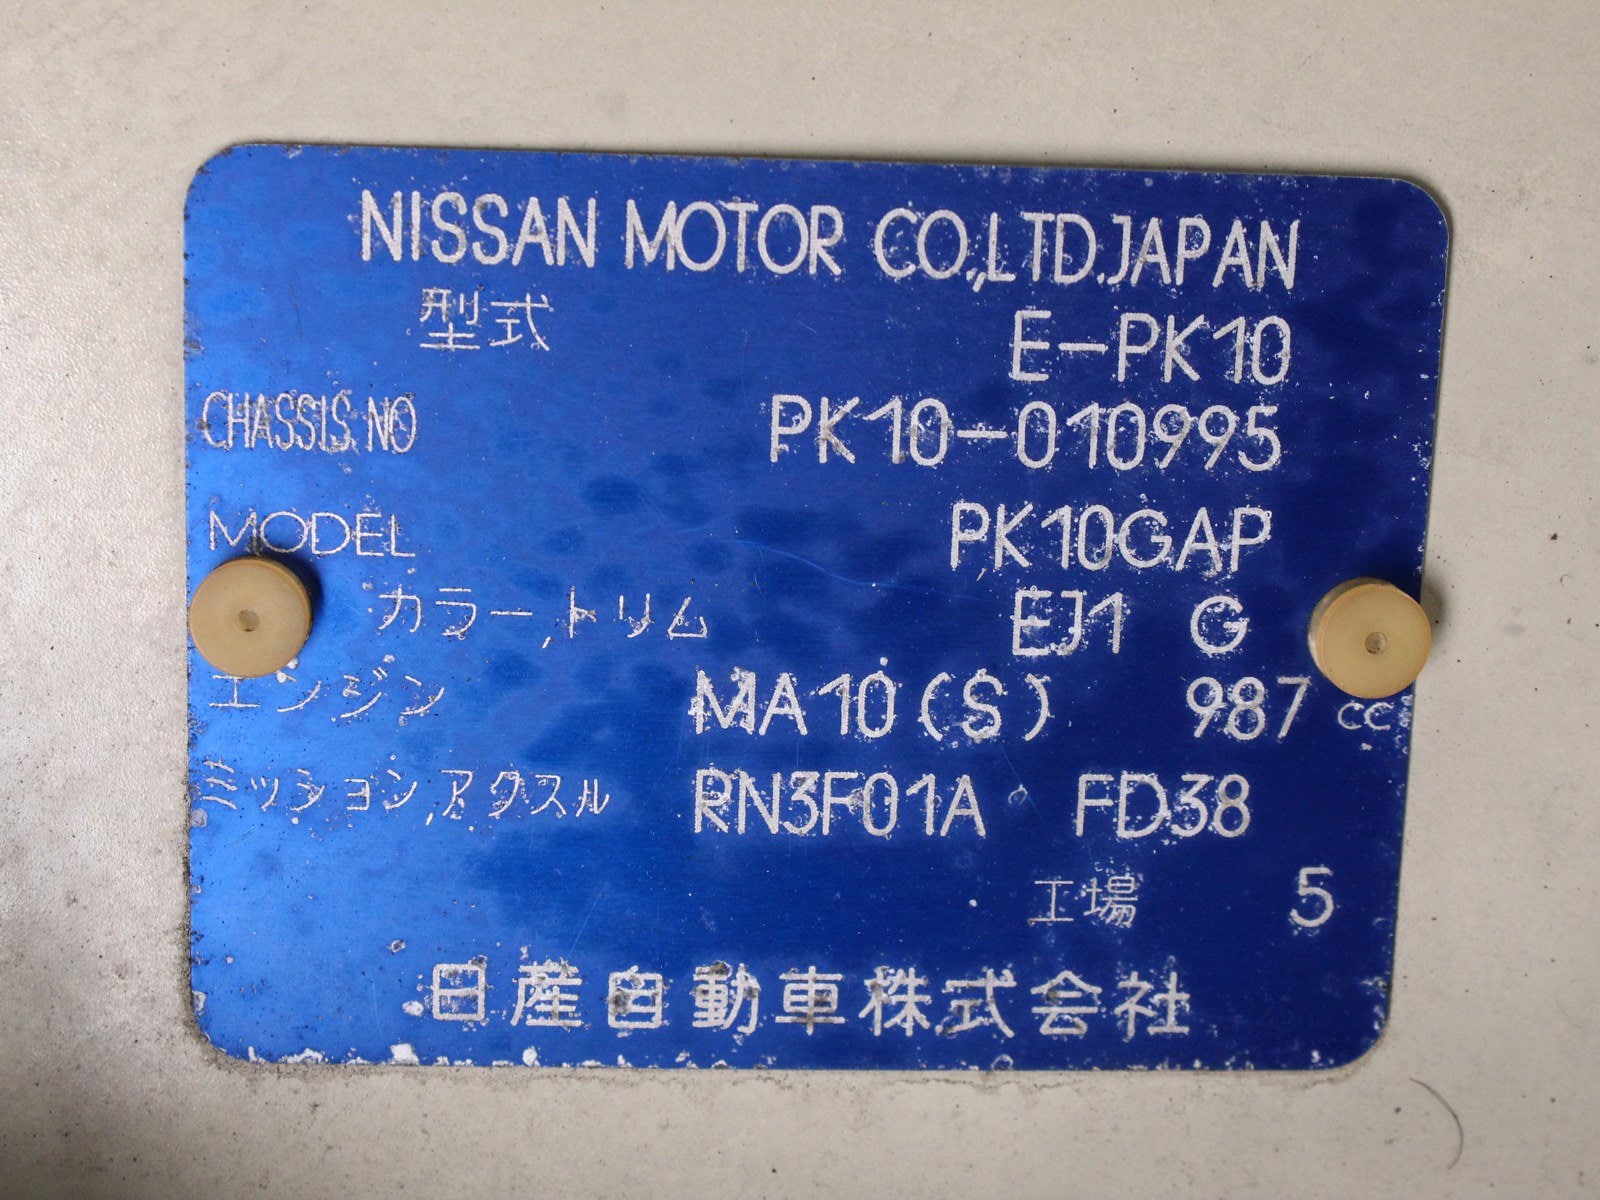 NISSAN MOTOR CO.,LTD.JAPAN
型式 E-PK10
CHASSIS.NO PK10-010995
MODEL PK10GAP
カラー,トリム EJ1 G
エンジン MA10(S) 987 cc
ミッション,アクスル RN3F01A FD38
工場 5
日産自動車株式会社